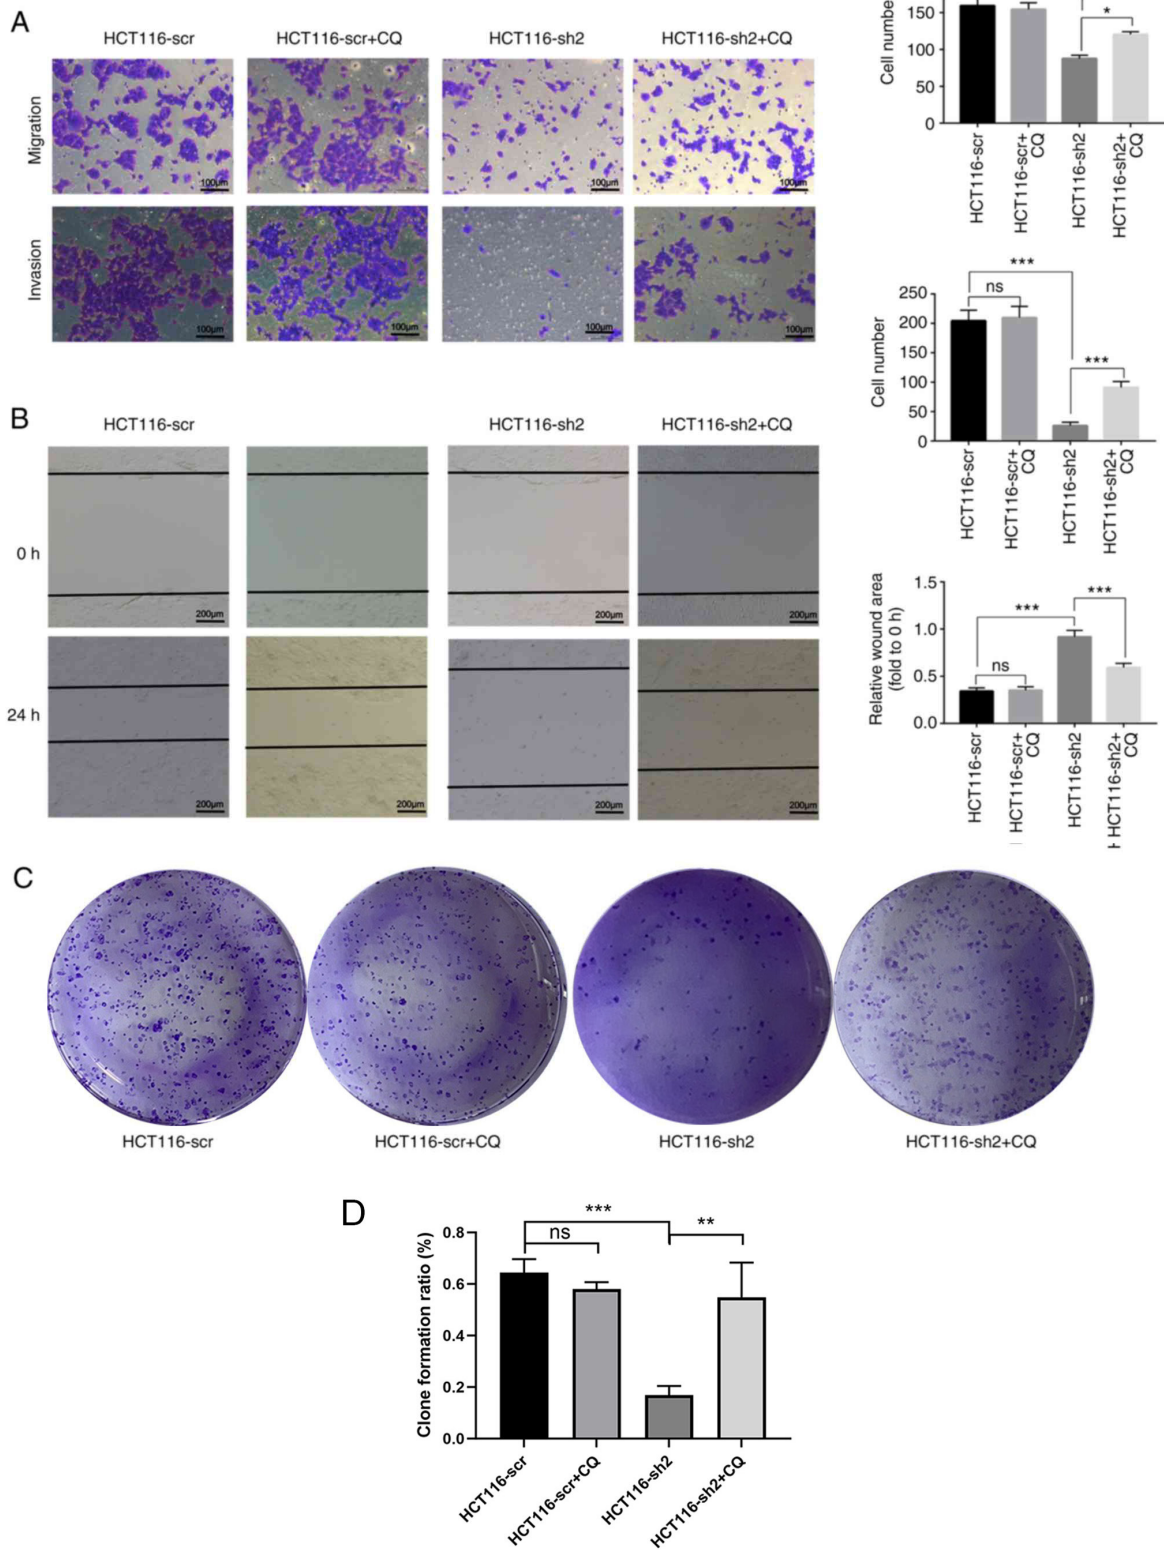 A
HCT116-scr
HCT116-scr+CQ
HCT116-sh2
HCT116-sh2+CQ
Migration
100µm
100µm
100µm
100µm
Invasion
100µm
100µm
100µm
100µm
Cell number
150
100
50
0
*
HCT116-scr
HCT116-scr+
CQ
HCT116-sh2
HCT116-sh2+
CQ
***
ns
***
Cell number
250
200
150
100
50
0
HCT116-scr
HCT116-scr+
CQ
HCT116-sh2
HCT116-sh2+
CQ
B
HCT116-scr
HCT116-sh2
HCT116-sh2+CQ
0 h
200µm
200µm
200µm
200µm
24 h
200µm
200µm
200µm
200µm
Relative wound area
(fold to 0 h)
1.5
1.0
0.5
0.0
***
***
ns
HCT116-scr
HCT116-scr+
CQ
HCT116-sh2
HCT116-sh2+
CQ
C
HCT116-scr
HCT116-scr+CQ
HCT116-sh2
HCT116-sh2+CQ
D
***
ns
**
Clone formation ratio (%)
0.8
0.6
0.4
0.2
0.0
HCT116-scr
HCT116-scr+CQ
HCT116-sh2
HCT116-sh2+CQ